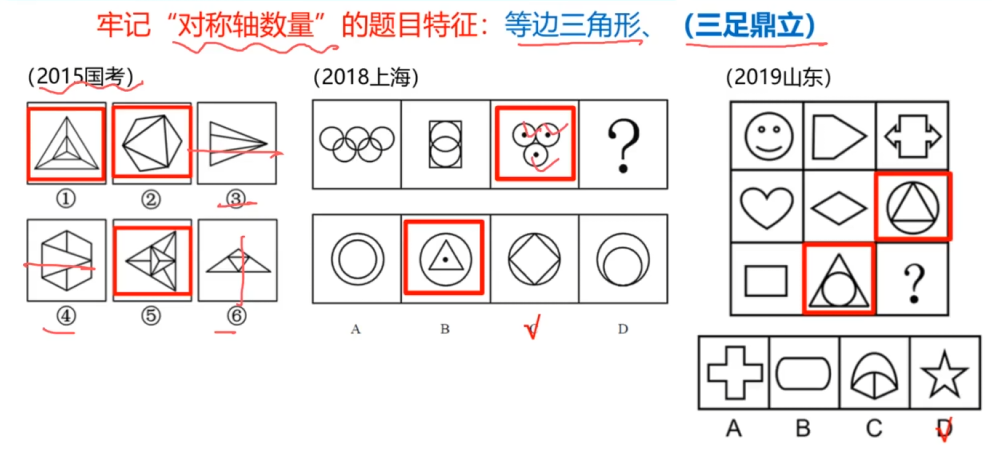 牢记“对称轴数量”的题目特征：等边三角形、（三足鼎立）
（2015国考）
① ② ③
④ ⑤ ⑥
（2018上海）
?
A B C D
（2019山东）
?
A B C D